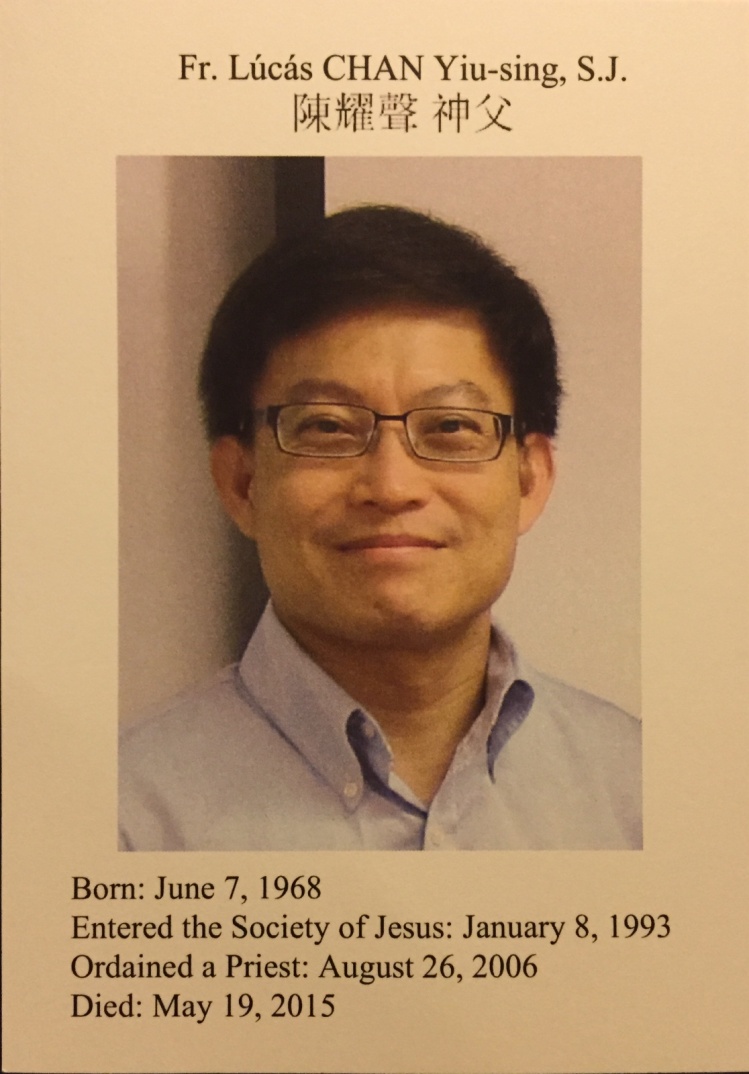 Fr. Lúcás CHAN Yiu-sing, S.J.
陳耀聲 神父
Born: June 7, 1968
Entered the Society of Jesus: January 8, 1993
Ordained a Priest: August 26, 2006
Died: May 19, 2015